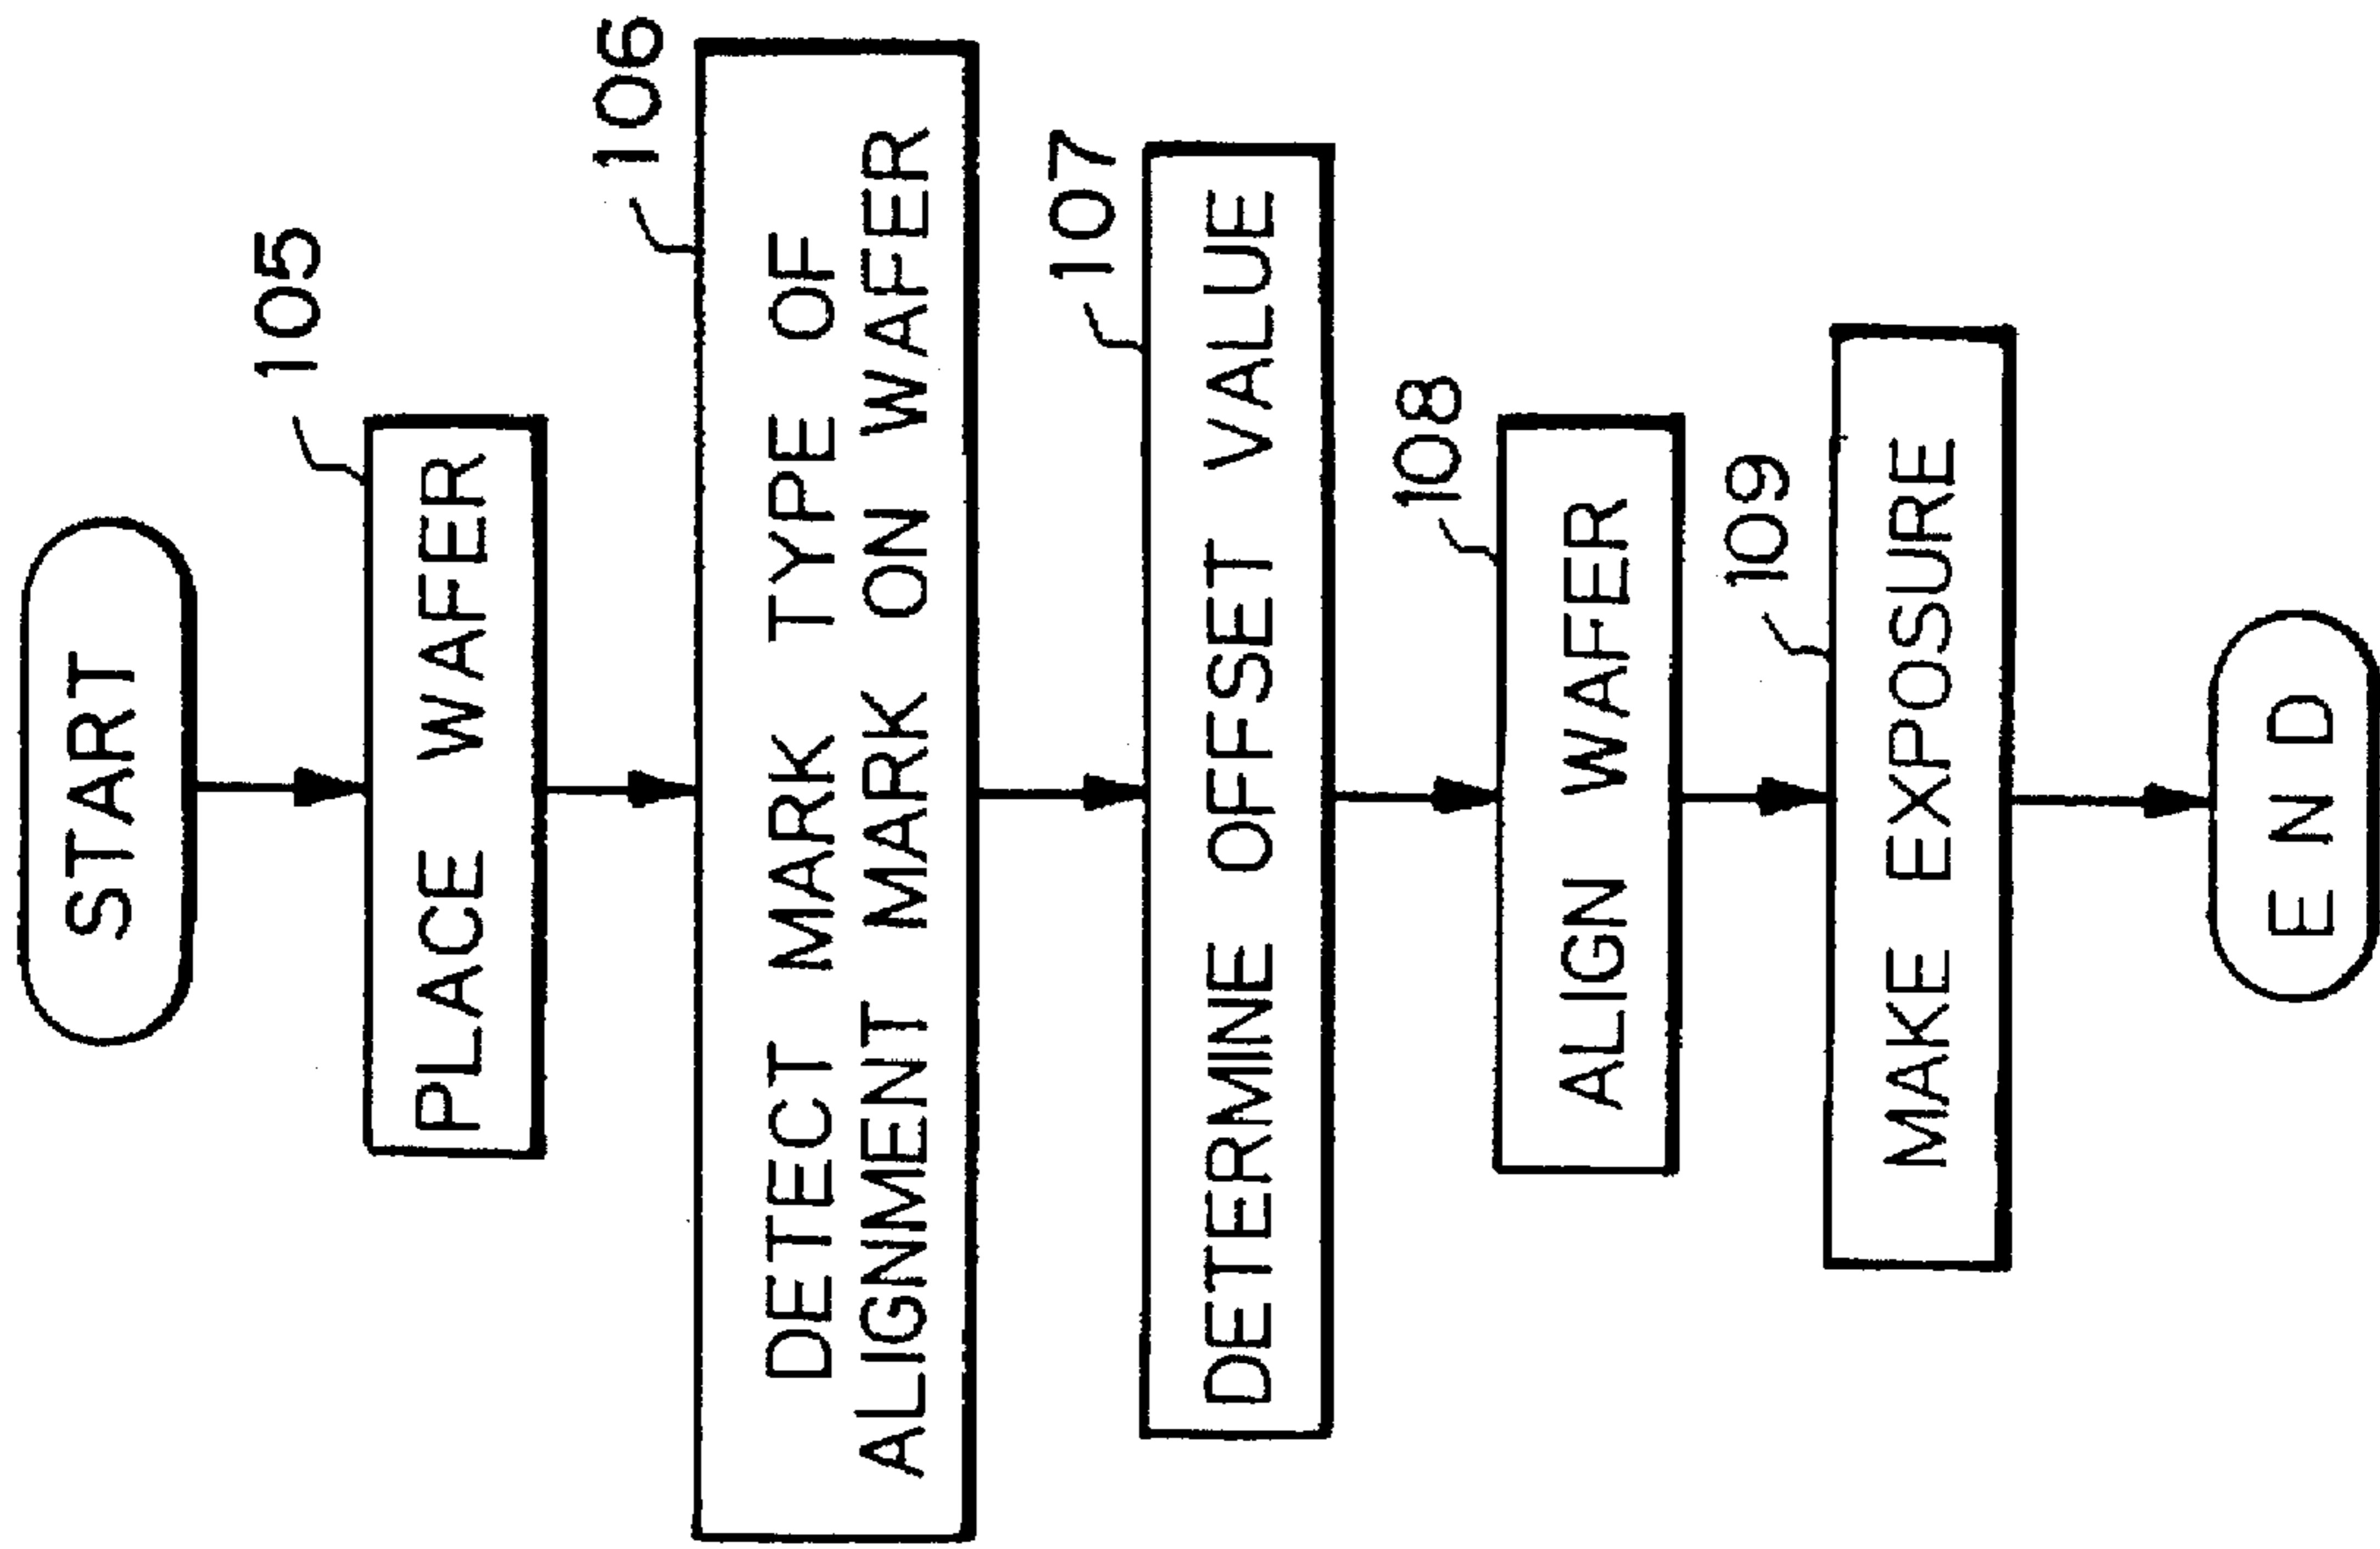 START
105
PLACE WAFER
106
DETECT MARK TYPE OF
ALIGNMENT MARK ON WAFER
107
DETERMINE OFFSET VALUE
108
ALIGN WAFER
109
MAKE EXPOSURE
END